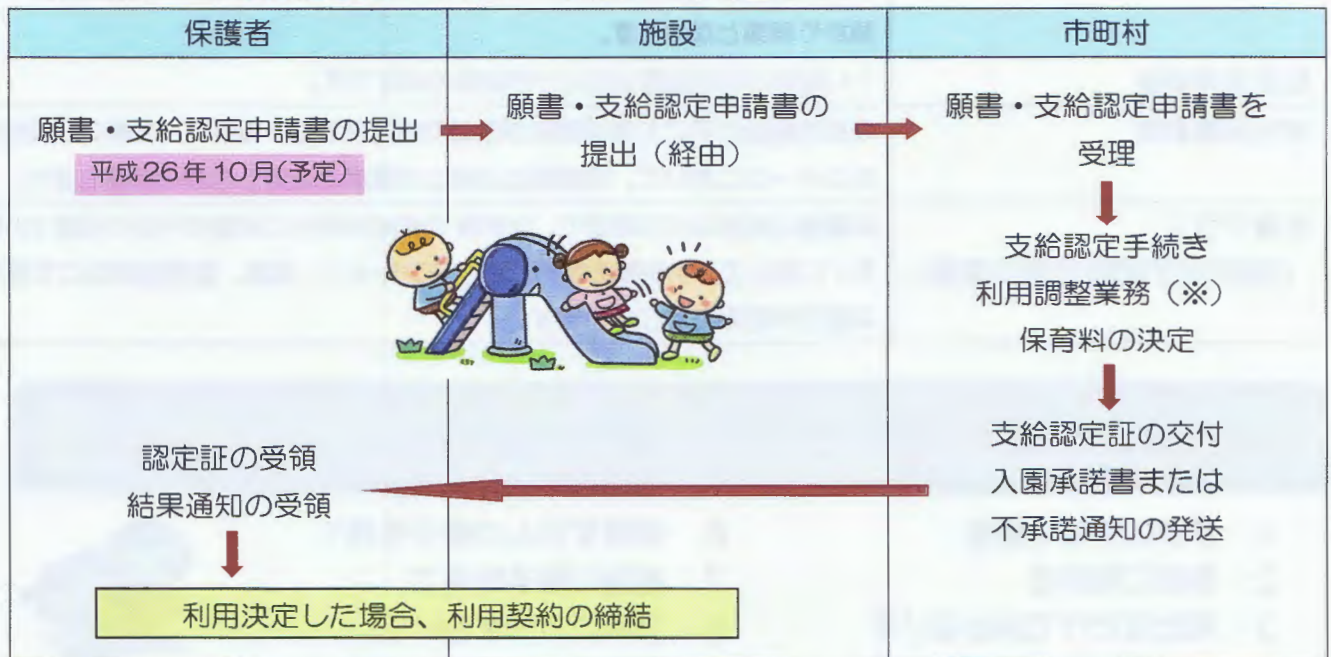 保護者
施設
市町村
願書・支給認定申請書の提出
平成26年10月(予定)
願書・支給認定申請書の
提出（経由）
願書・支給認定申請書を
受理
支給認定手続き
利用調整業務（※）
保育料の決定
支給認定証の交付
入園承諾書または
不承諾通知の発送
認定証の受領
結果通知の受領
利用決定した場合、利用契約の締結